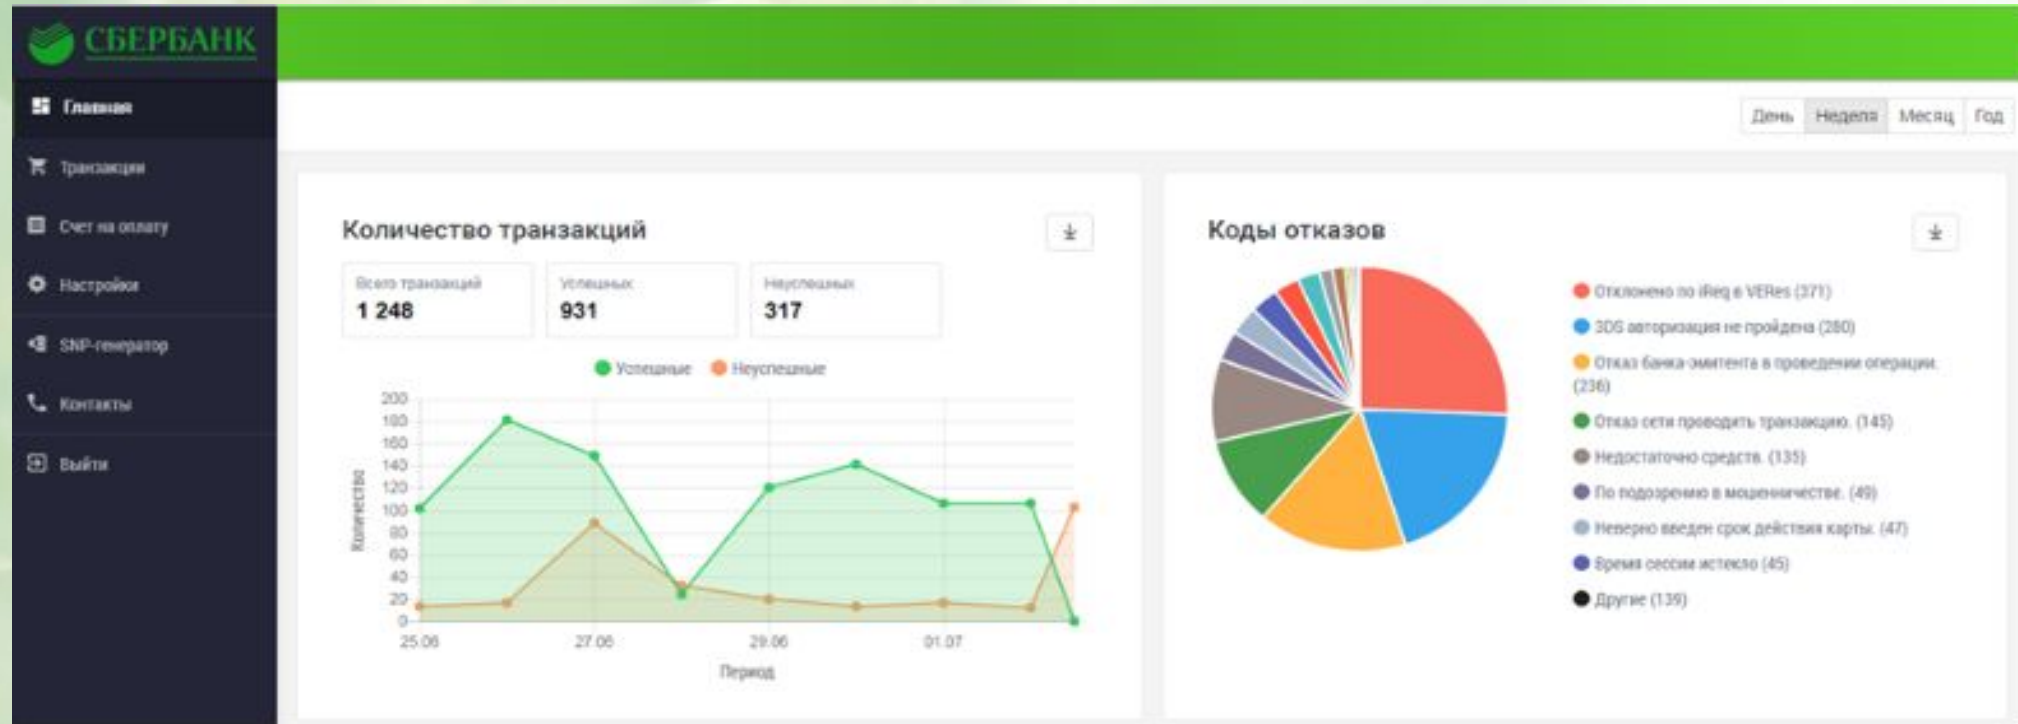 СБЕРБАНК
Главная
Транзакции
Счет на оплату
Настройки
SNP-генератор
Контакты
Выйти
День Неделя Месяц Год
Количество транзакций
Всего транзакций
1 248
Успешных
931
Неуспешных
317
Успешные Неуспешные
Количество
200
180
160
140
120
100
80
60
40
20
0
25.06 27.06 29.06 01.07
Период
Коды отказов
Отклонено по iReq в VERes (371)
3DS авторизация не пройдена (280)
Отказ банка-эмитента в проведении операции.
(236)
Отказ сети проводить транзакцию. (145)
Недостаточно средств. (135)
По подозрению в мошенничестве. (49)
Неверно введен срок действия карты. (47)
Время сессии истекло (45)
Другие (139)